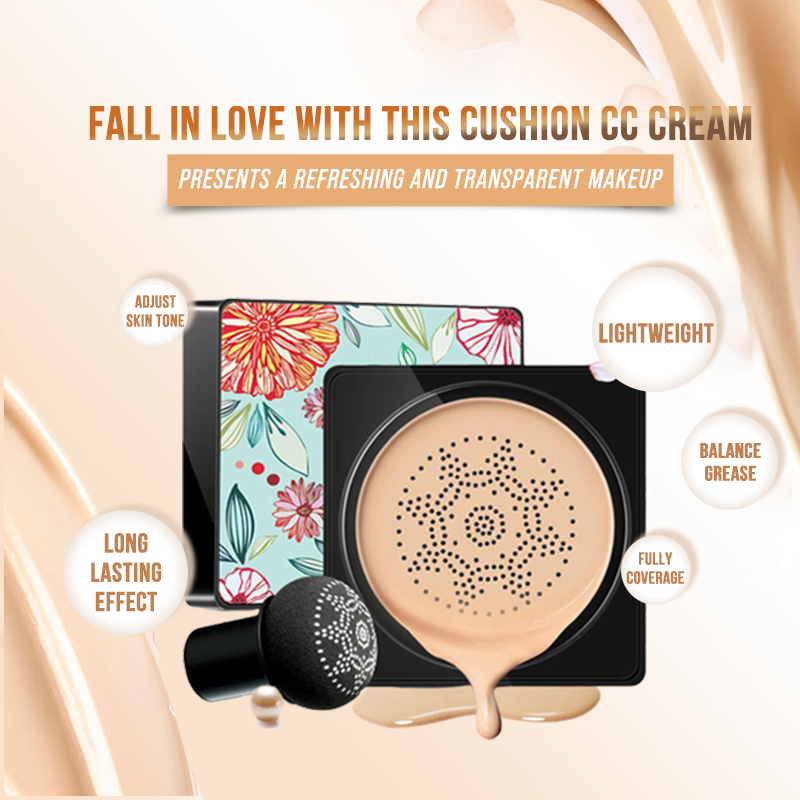 FALL IN LOVE WITH THIS CUSHION CC CREAM
PRESENTS A REFRESHING AND TRANSPARENT MAKEUP
ADJUST
SKIN TONE
LIGHTWEIGHT
BALANCE
GREASE
LONG
LASTING
EFFECT
FULLY
COVERAGE